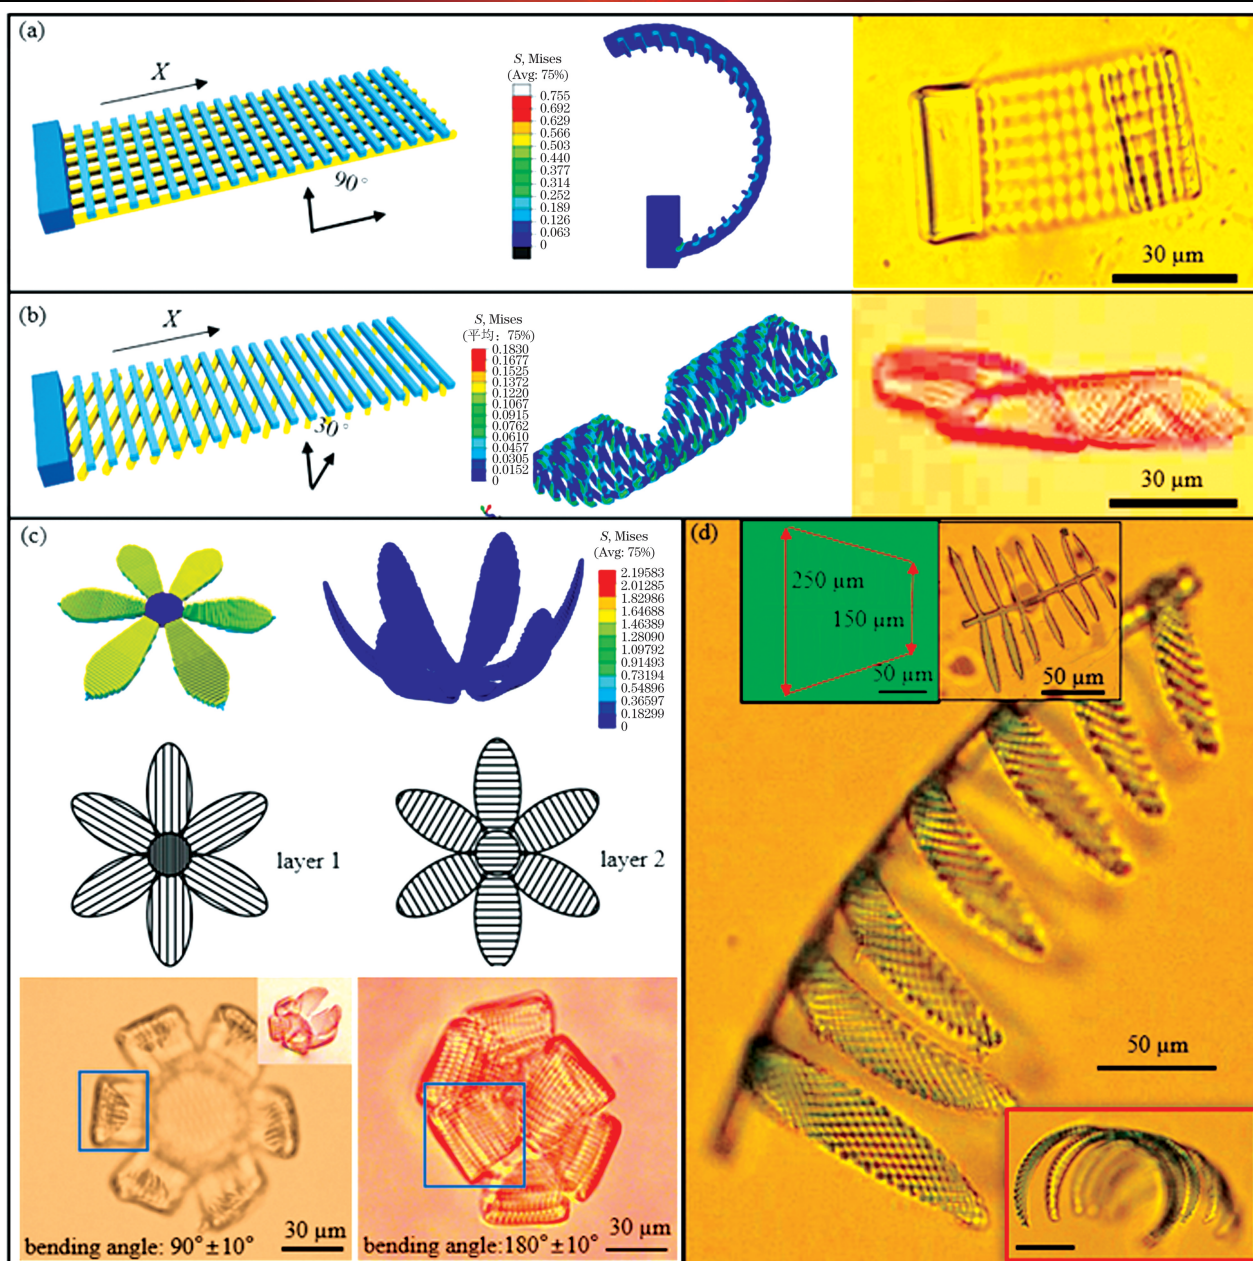 (a)
X
90°
S, Mises
(Avg: 75%)
0.755
0.692
0.629
0.566
0.503
0.440
0.377
0.314
0.252
0.189
0.126
0.063
0
30 μm
(b)
X
30°
S, Mises
(平均: 75%)
0.1830
0.1677
0.1525
0.1372
0.1220
0.1067
0.0915
0.0762
0.0610
0.0457
0.0305
0.0152
0
30 μm
(c)
S, Mises
(Avg: 75%)
2.19583
2.01285
1.82986
1.64688
1.46389
1.28090
1.09792
0.91493
0.73194
0.54896
0.36597
0.18299
0
layer 1
layer 2
30 μm
bending angle: 90°±10°
30 μm
bending angle:180°±10°
(d)
250 μm
150 μm
50 μm
50 μm
50 μm